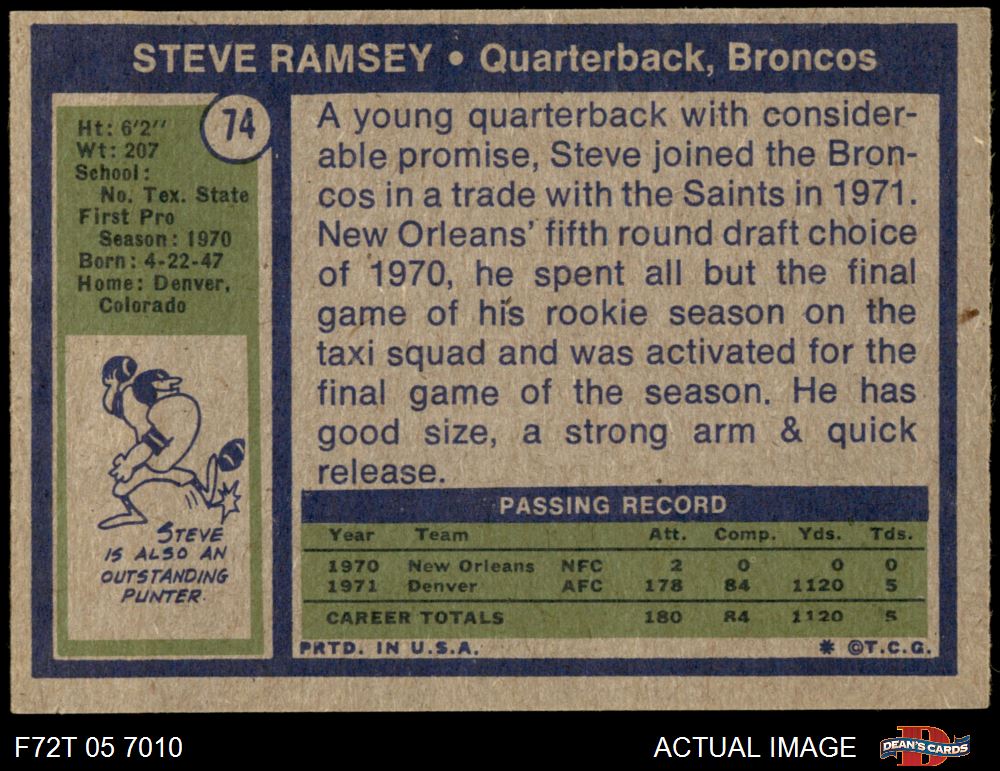 STEVE RAMSEY • Quarterback, Broncos
74
Ht: 6'2''
Wt: 207
School:
No. Tex. State
First Pro
Season: 1970
Born: 4-22-47
Home: Denver,
Colorado
STEVE
IS ALSO AN
OUTSTANDING
PUNTER.
A young quarterback with consider-
able promise, Steve joined the Bron-
cos in a trade with the Saints in 1971.
New Orleans' fifth round draft choice
of 1970, he spent all but the final
game of his rookie season on the
taxi squad and was activated for the
final game of the season. He has
good size, a strong arm & quick
release.
PASSING RECORD
Year Team Att. Comp. Yds. Tds.
1970 New Orleans NFC 2 0 0 0
1971 Denver AFC 178 84 1120 5
CAREER TOTALS 180 84 1120 5
PRTD. IN U.S.A. * ©T.C.G.
F72T 05 7010 ACTUAL IMAGE DEAN'S CARDS